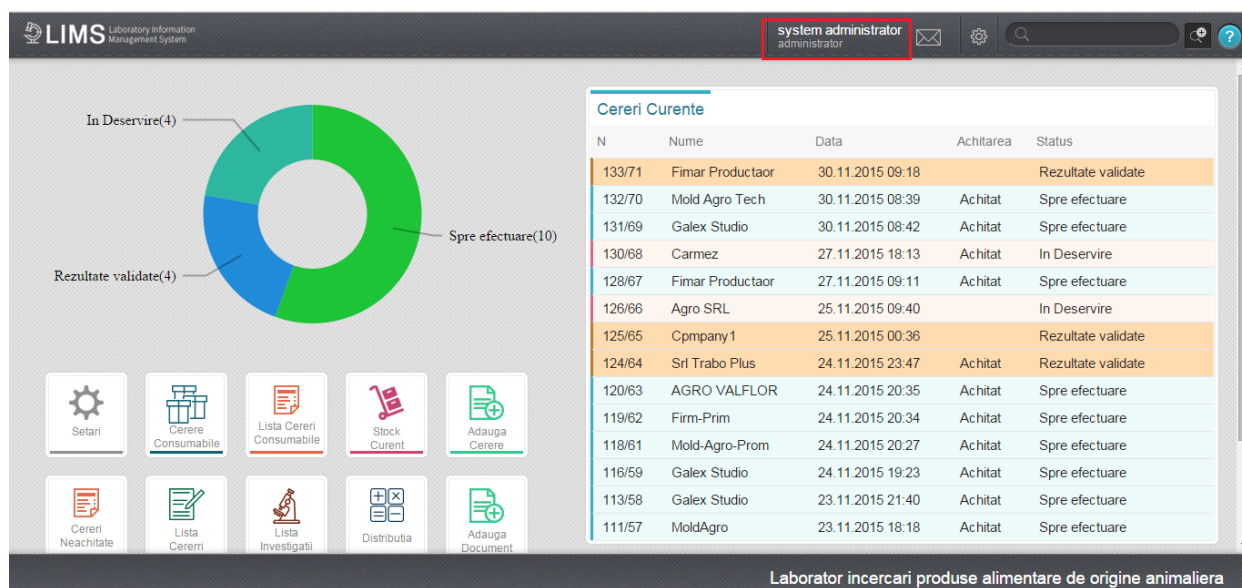 LIMS Laboratory Information
Management System
system administrator
administrator
?
In Deservire(4)
Spre efectuare(10)
Rezultate validate(4)
Setari
Cerere
Consumabile
Lista Cereri
Consumabile
Stock
Curent
Adauga
Cerere
Cereri
Neachitate
Lista
Cererri
Lista
Investigatii
Distributia
Adauga
Document
Cereri Curente
N Nume Data Achitarea Status
133/71 Fimar Productaor 30.11.2015 09:18 Rezultate validate
132/70 Mold Agro Tech 30.11.2015 08:39 Achitat Spre efectuare
131/69 Galex Studio 30.11.2015 08:42 Achitat Spre efectuare
130/68 Carmez 27.11.2015 18:13 Achitat In Deservire
128/67 Fimar Productaor 27.11.2015 09:11 Achitat Spre efectuare
126/66 Agro SRL 25.11.2015 09:40 In Deservire
125/65 Cpmpany1 25.11.2015 00:36 Rezultate validate
124/64 Srl Trabo Plus 24.11.2015 23:47 Achitat Rezultate validate
120/63 AGRO VALFLOR 24.11.2015 20:35 Achitat Spre efectuare
119/62 Firm-Prim 24.11.2015 20:34 Achitat Spre efectuare
118/61 Mold-Agro-Prom 24.11.2015 20:27 Achitat Spre efectuare
116/59 Galex Studio 24.11.2015 19:23 Achitat Spre efectuare
113/58 Galex Studio 23.11.2015 21:40 Achitat Spre efectuare
111/57 MoldAgro 23.11.2015 18:18 Achitat Spre efectuare
Laborator incercari produse alimentare de origine animaliera